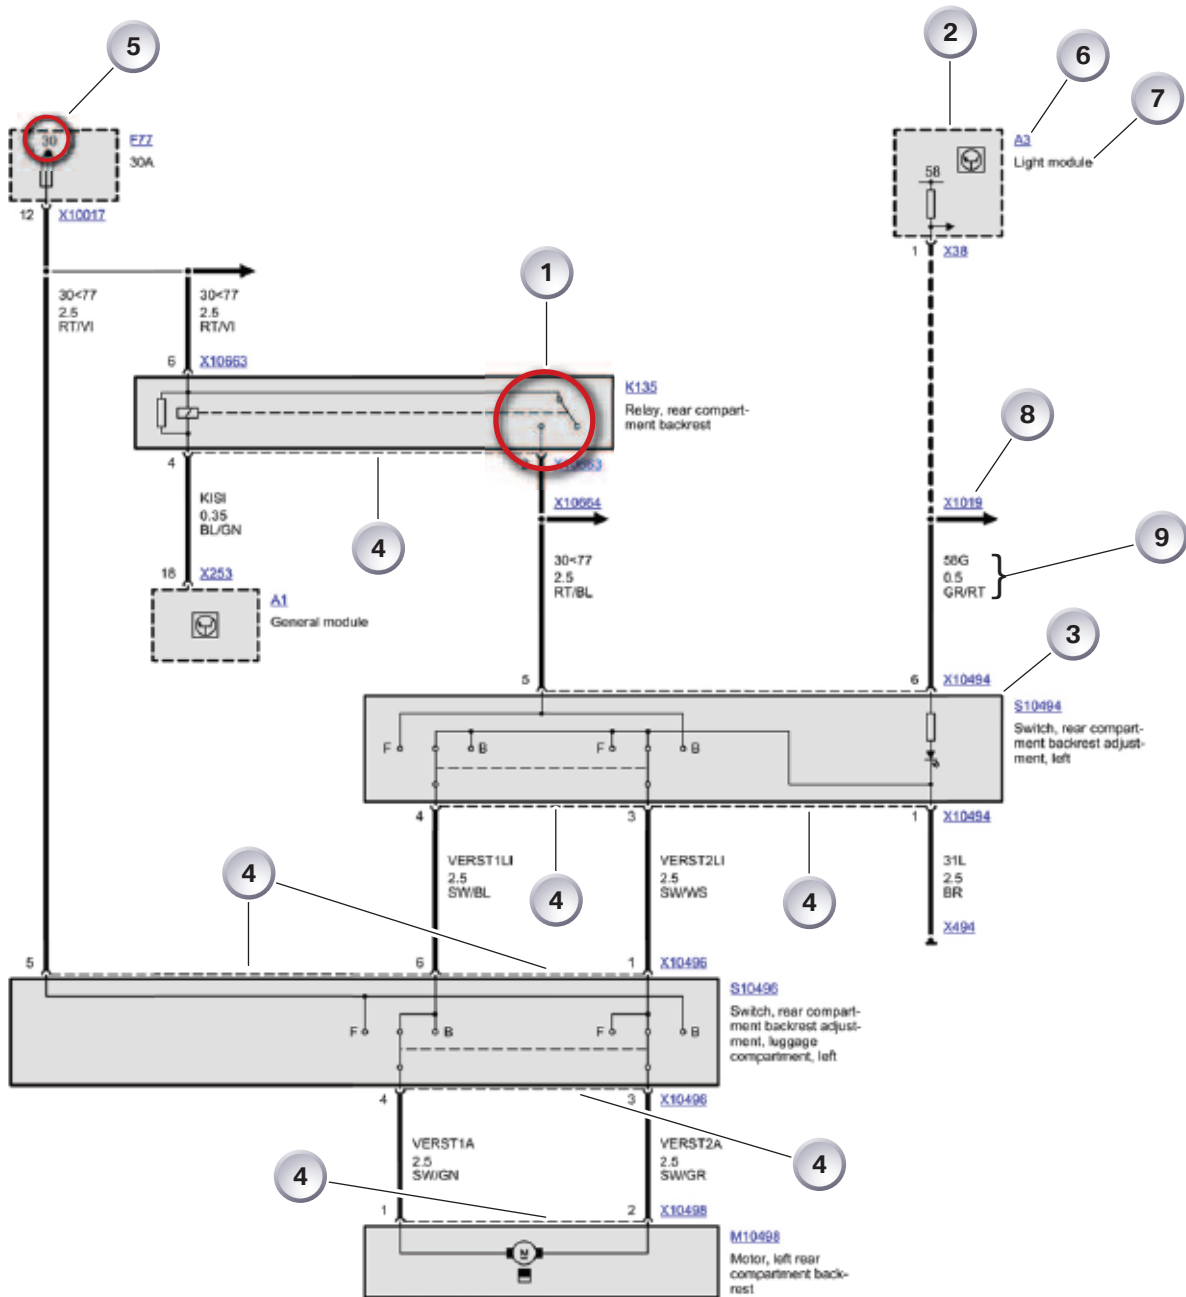 5
2
6
7
30
F77
30A
A3
Light module
58
12 X10017
1 X38
1
30<77
2.5
RT/VI
30<77
2.5
RT/VI
6 X10663
K135
Relay, rear compart-
ment backrest
8
4
X10663
X10664
X1019
KISI
0.35
BL/GN
4
9
30<77
2.5
RT/BL
58G
0.5
GR/RT
18 X253
A1
General module
3
5
6 X10494
S10494
Switch, rear compart-
ment backrest adjust-
ment, left
F
B
F
B
4
3
1 X10494
4
4
4
VERST1LI
2.5
SW/BL
VERST2LI
2.5
SW/WS
31L
2.5
BR
X494
5
6
1 X10496
S10496
Switch, rear compart-
ment backrest adjust-
ment, luggage
compartment, left
F
B
F
B
4
3 X10496
VERST1A
2.5
SW/GN
VERST2A
2.5
SW/GR
4
4
1
2 X10498
M10498
Motor, left rear
compartment back-
rest
M